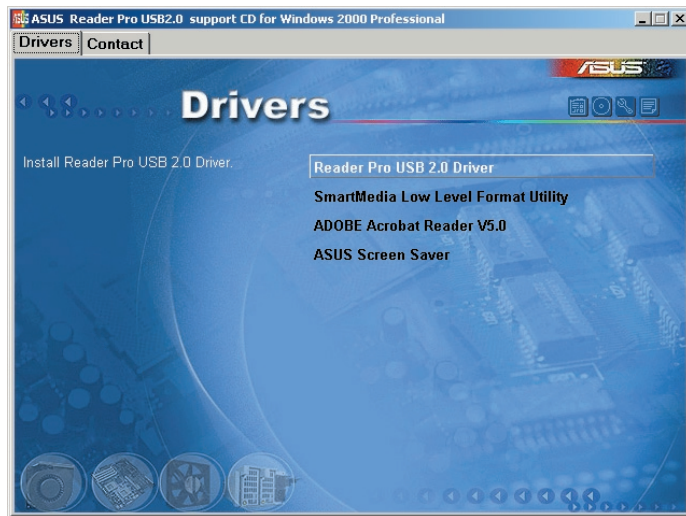 ASUS Reader Pro USB2.0 support CD for Windows 2000 Professional
Drivers Contact
ASUS
Drivers
Install Reader Pro USB 2.0 Driver.
Reader Pro USB 2.0 Driver
SmartMedia Low Level Format Utility
ADOBE Acrobat Reader V5.0
ASUS Screen Saver